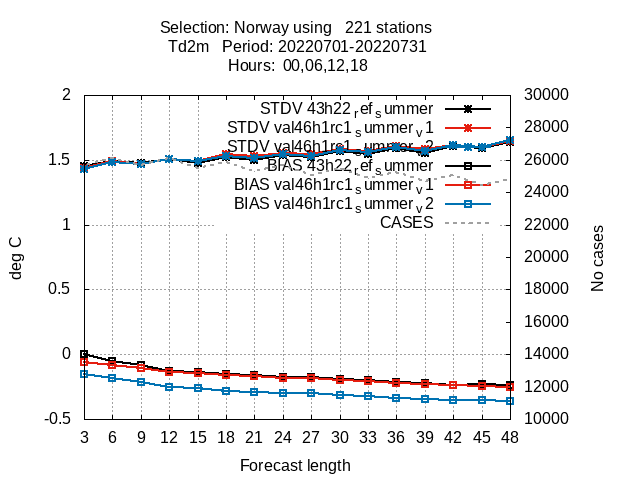 Selection: Norway using 221 stations
Td2m Period: 20220701-20220731
Hours: 00,06,12,18
2
1.5
1
0.5
0
-0.5
30000
28000
26000
24000
22000
20000
18000
16000
14000
12000
10000
3 6 9 12 15 18 21 24 27 30 33 36 39 42 45 48
deg C
No cases
Forecast length
STDV 43h22_ref_summer
STDV val46h1rc1_summer_v1
STDV val46h1rc1_summer_v2
BIAS 43h22_ref_summer
BIAS val46h1rc1_summer_v1
BIAS val46h1rc1_summer_v2
CASES